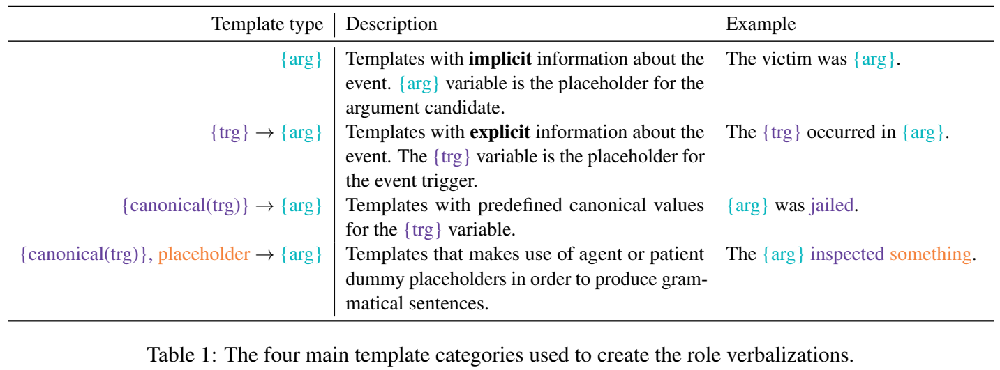 Template type Description Example
{arg} Templates with implicit information about the The victim was {arg}.
event. {arg} variable is the placeholder for the
argument candidate.
{trg} → {arg} Templates with explicit information about the The {trg} occurred in {arg}.
event. The {trg} variable is the placeholder for
the event trigger.
{canonical(trg)} → {arg} Templates with predefined canonical values {arg} was jailed.
for the {trg} variable.
{canonical(trg)}, placeholder → {arg} Templates that makes use of agent or patient The {arg} inspected something.
dummy placeholders in order to produce gram-
matical sentences.
Table 1: The four main template categories used to create the role verbalizations.